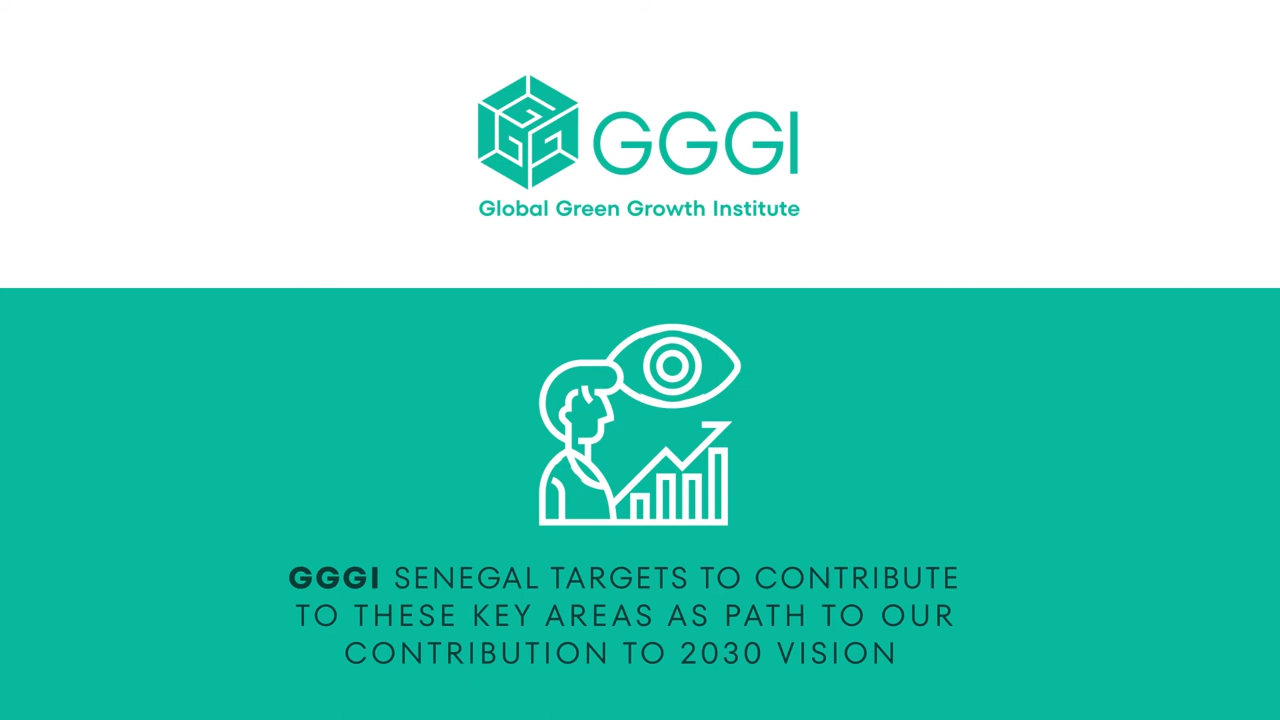 GGGI
Global Green Growth Institute
GGGI SENEGAL TARGETS TO CONTRIBUTE
TO THESE KEY AREAS AS PATH TO OUR
CONTRIBUTION TO 2030 VISION